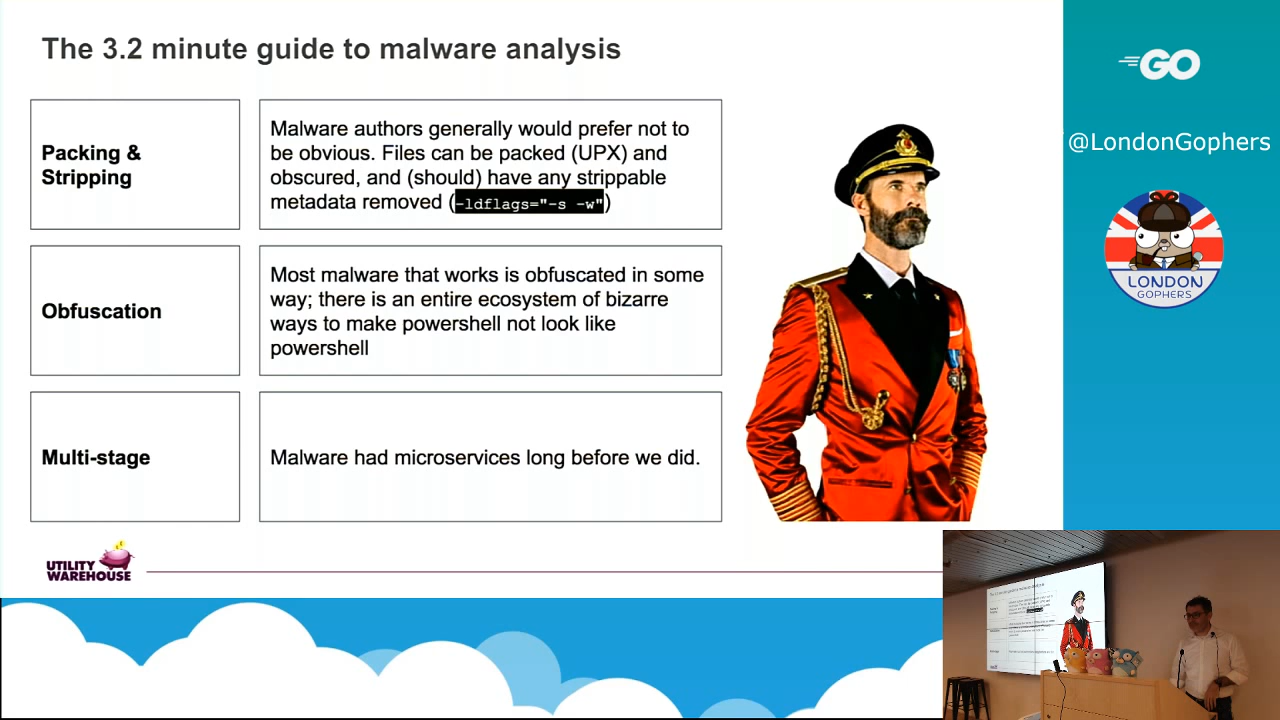 The 3.2 minute guide to malware analysis
Packing &
Stripping
Malware authors generally would prefer not to
be obvious. Files can be packed (UPX) and
obscured, and (should) have any strippable
metadata removed (-ldflags="-s -w")
Obfuscation
Most malware that works is obfuscated in some
way; there is an entire ecosystem of bizarre
ways to make powershell not look like
powershell
Multi-stage
Malware had microservices long before we did.
UTILITY
WAREHOUSE
GO
@LondonGophers
LONDON
GOPHERS